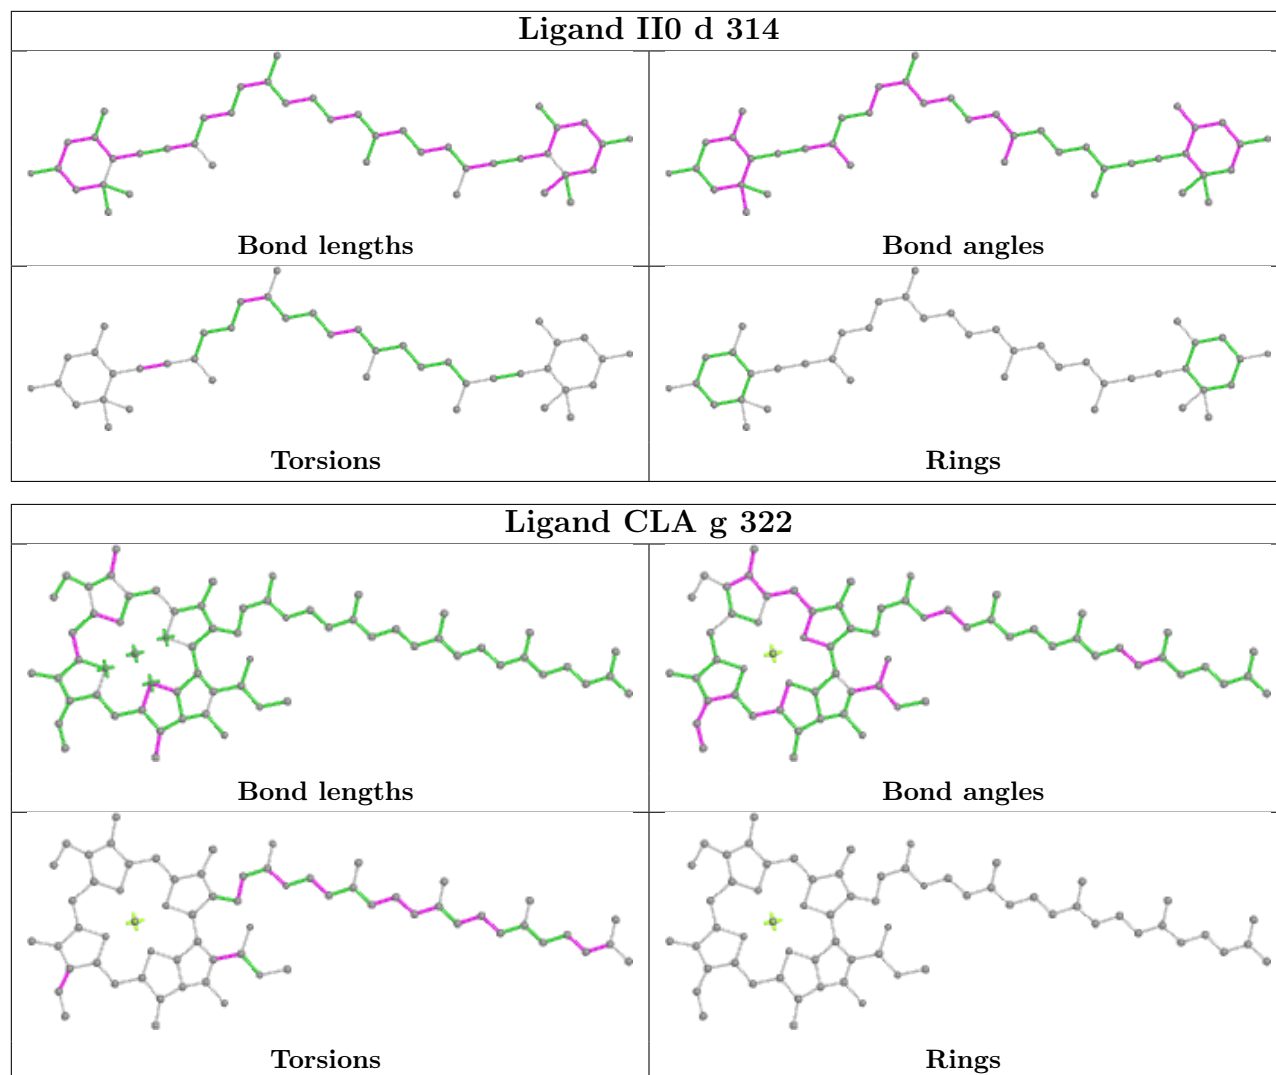 Ligand II0 d 314
Bond lengths
Bond angles
Torsions
Rings
Ligand CLA g 322
Bond lengths
Bond angles
Torsions
Rings